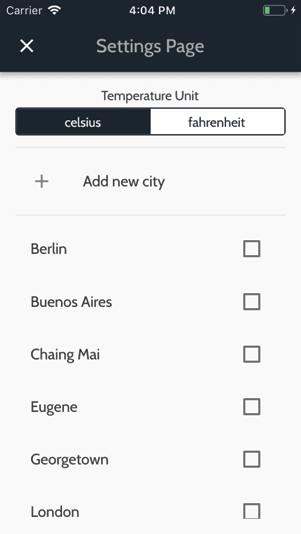 Carrier 4:04 PM
Settings Page
Temperature Unit
celsius fahrenheit
Add new city
Berlin
Buenos Aires
Chaing Mai
Eugene
Georgetown
London